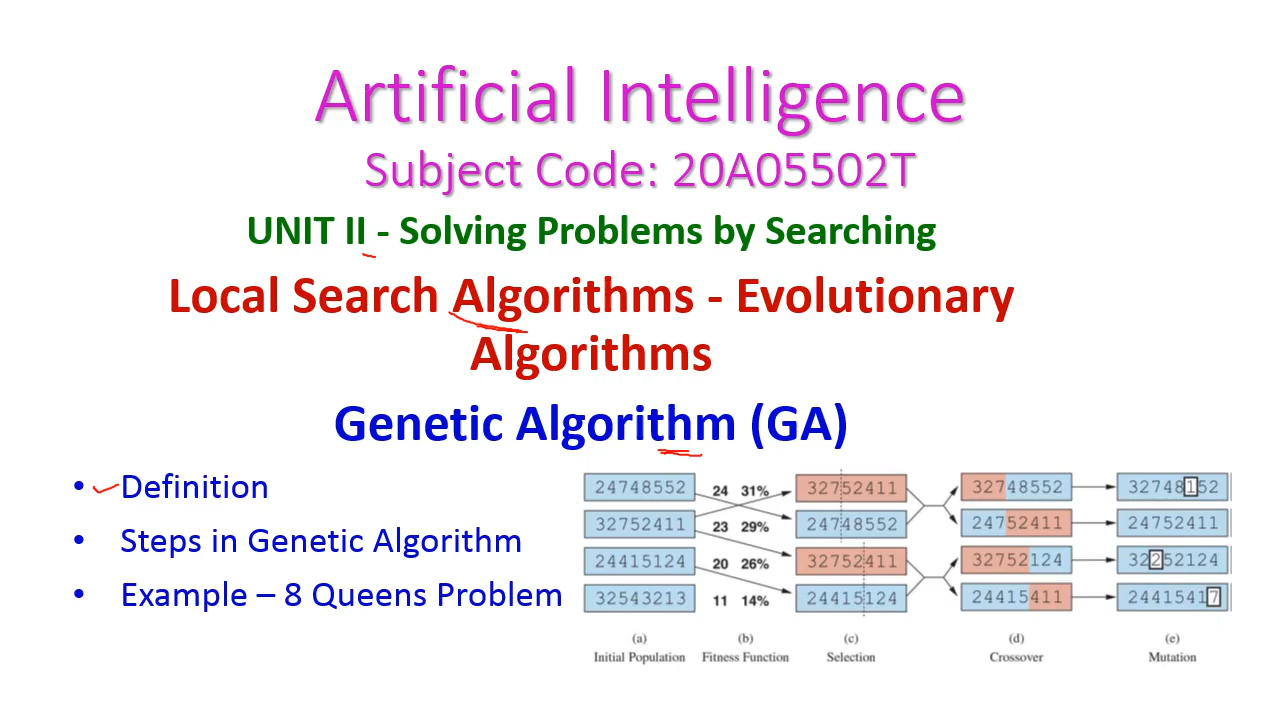 Artificial Intelligence
Subject Code: 20A05502T
UNIT II - Solving Problems by Searching
Local Search Algorithms - Evolutionary
Algorithms
Genetic Algorithm (GA)
• Definition
• Steps in Genetic Algorithm
• Example – 8 Queens Problem
24748552 24 31% 32752411 32748552 32748152
32752411 23 29% 24748552 24752411 24752411
24415124 20 26% 32752411 32752124 32252124
32543213 11 14% 24415124 24415411 24415417
(a) (b) (c) (d) (e)
Initial Population Fitness Function Selection Crossover Mutation